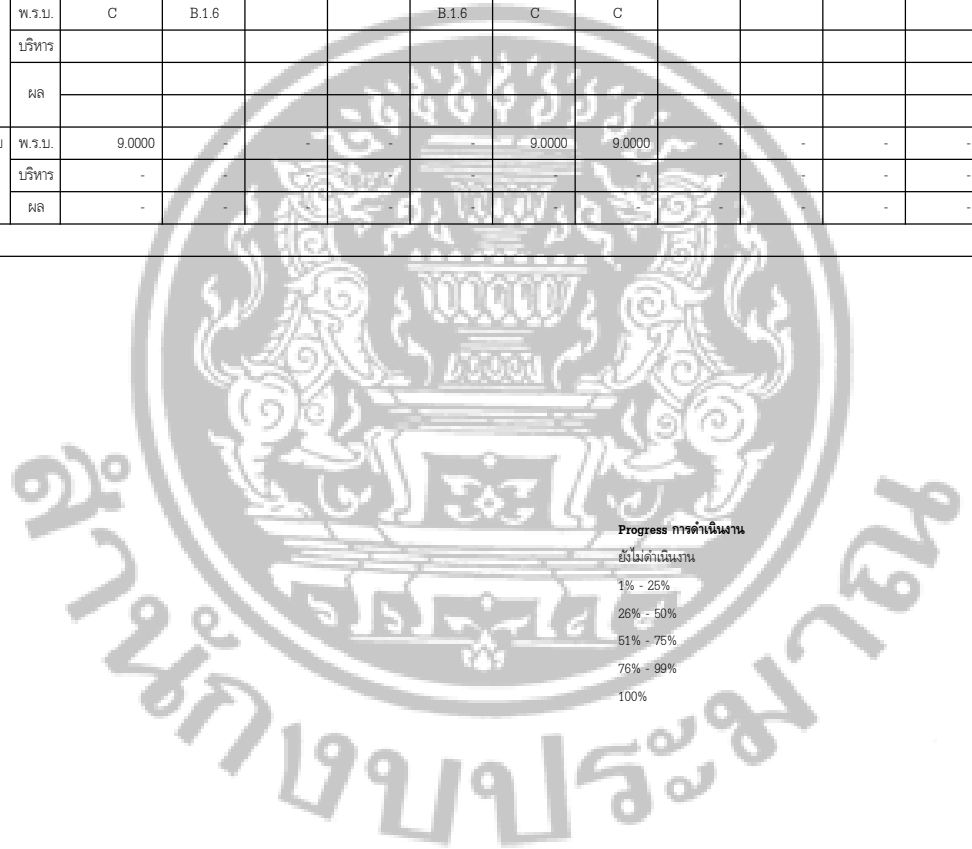 พ.ร.บ. C B.1.6 B.1.6 C C
บริหาร
ผล
พ.ร.บ. 9.0000 - - - - 9.0000 9.0000 - - - -
บริหาร - - - - - - - - - - -
ผล - - - - - - - - - - -
Progress การดำเนินงาน
ยังไม่ดำเนินงาน
1% - 25%
26% - 50%
51% - 75%
76% - 99%
100%
สำนักงบประมาณ